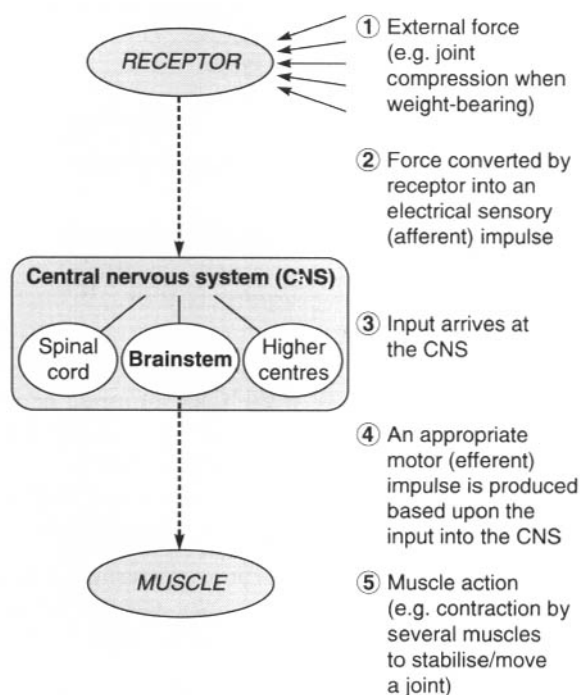 RECEPTOR
① External force
(e.g. joint
compression when
weight-bearing)
② Force converted by
receptor into an
electrical sensory
(afferent) impulse
Central nervous system (CNS)
Spinal
cord
Brainstem
Higher
centres
③ Input arrives at
the CNS
④ An appropriate
motor (efferent)
impulse is produced
based upon the
input into the CNS
MUSCLE
⑤ Muscle action
(e.g. contraction by
several muscles
to stabilise/move
a joint)